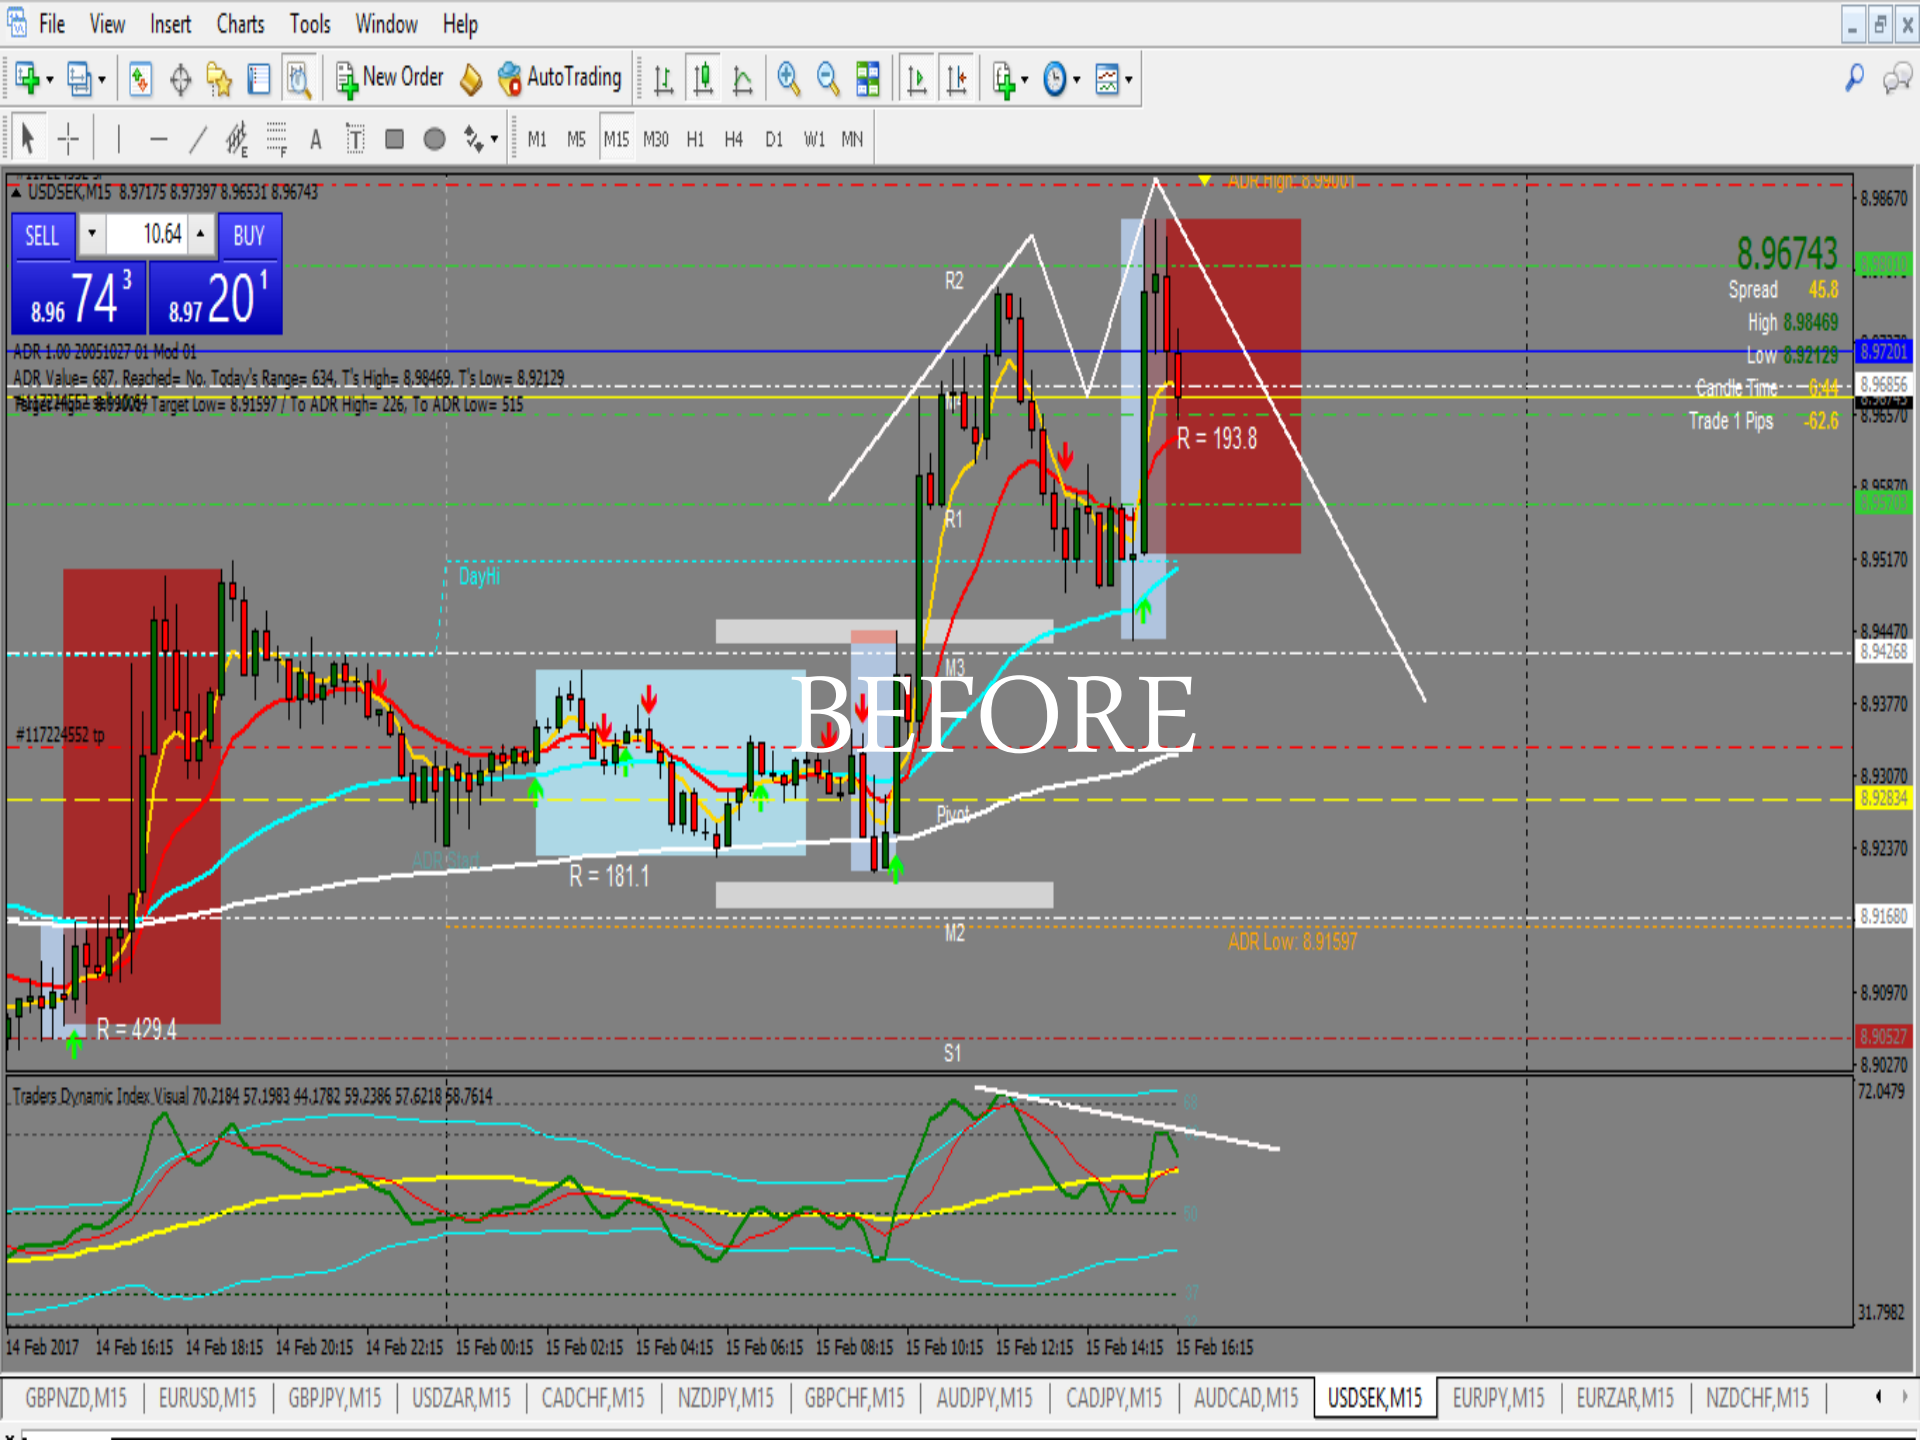 File View Insert Charts Tools Window Help
New Order AutoTrading
A T M1 M5 M15 M30 H1 H4 D1 W1 MN
USDSEK,M15 8.97175 8.97397 8.96531 8.96743
ADR High: 8.99001
8.98670
SELL 10.64 BUY
8.96 74 3 8.97 20 1
8.96743
Spread 45.8
High 8.98469
Low 8.92129
Candle Time 6:44
Trade 1 Pips -62.6
R2
ADR 1.00 20051027 01 Mod 01
8.97201
ADR Value= 687, Reached= No, Today's Range= 634, T's High= 8.98469, T's Low= 8.92129
8.96856
Target Low= 8.91597 / To ADR High= 226, To ADR Low= 515
8.96570
R = 193.8
8.95870
R1
8.95170
DayHi
8.94470
8.94268
M3
8.93770
BEFORE
#117224552 tp
8.93070
8.92834
Pivot
8.92370
ADR Start
R = 181.1
8.91680
M2
ADR Low: 8.91597
8.90970
R = 429.4
8.90527
S1
8.90270
Traders Dynamic Index Visual 70.2184 57.1983 44.1782 59.2386 57.6218 58.7614
72.0479
68
50
37
31.7982
14 Feb 2017 14 Feb 16:15 14 Feb 18:15 14 Feb 20:15 14 Feb 22:15 15 Feb 00:15 15 Feb 02:15 15 Feb 04:15 15 Feb 06:15 15 Feb 08:15 15 Feb 10:15 15 Feb 12:15 15 Feb 14:15 15 Feb 16:15
GBPNZD,M15 EURUSD,M15 GBPJPY,M15 USDZAR,M15 CADCHF,M15 NZDJPY,M15 GBPCHF,M15 AUDJPY,M15 CADJPY,M15 AUDCAD,M15 USDSEK,M15 EURJPY,M15 EURZAR,M15 NZDCHF,M15